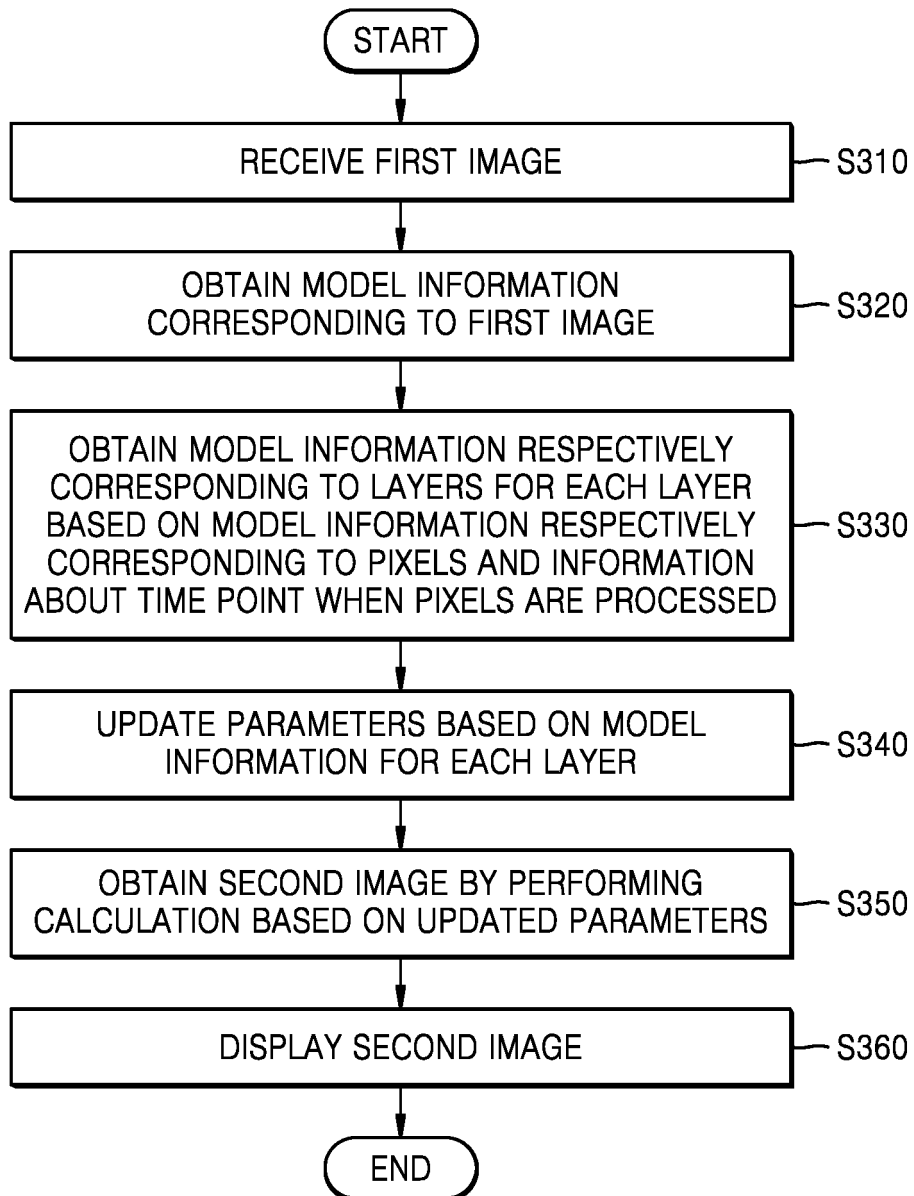 START
RECEIVE FIRST IMAGE
S310
OBTAIN MODEL INFORMATION
CORRESPONDING TO FIRST IMAGE
S320
OBTAIN MODEL INFORMATION RESPECTIVELY
CORRESPONDING TO LAYERS FOR EACH LAYER
BASED ON MODEL INFORMATION RESPECTIVELY
CORRESPONDING TO PIXELS AND INFORMATION
ABOUT TIME POINT WHEN PIXELS ARE PROCESSED
S330
UPDATE PARAMETERS BASED ON MODEL
INFORMATION FOR EACH LAYER
S340
OBTAIN SECOND IMAGE BY PERFORMING
CALCULATION BASED ON UPDATED PARAMETERS
S350
DISPLAY SECOND IMAGE
S360
END